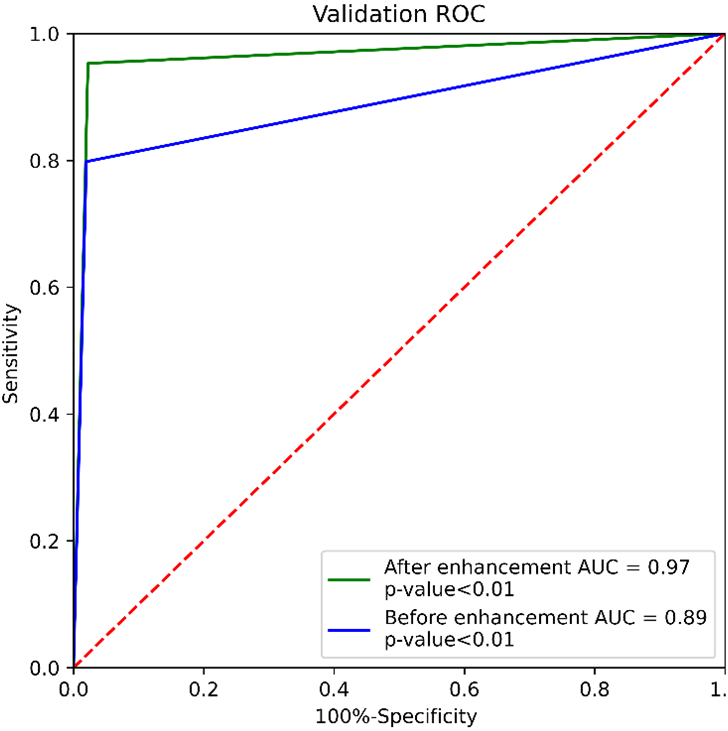 Validation ROC
1.0
0.8
0.6
0.4
0.2
0.0
Sensitivity
After enhancement AUC = 0.97
p-value<0.01
Before enhancement AUC = 0.89
p-value<0.01
0.0 0.2 0.4 0.6 0.8 1.
100%-Specificity